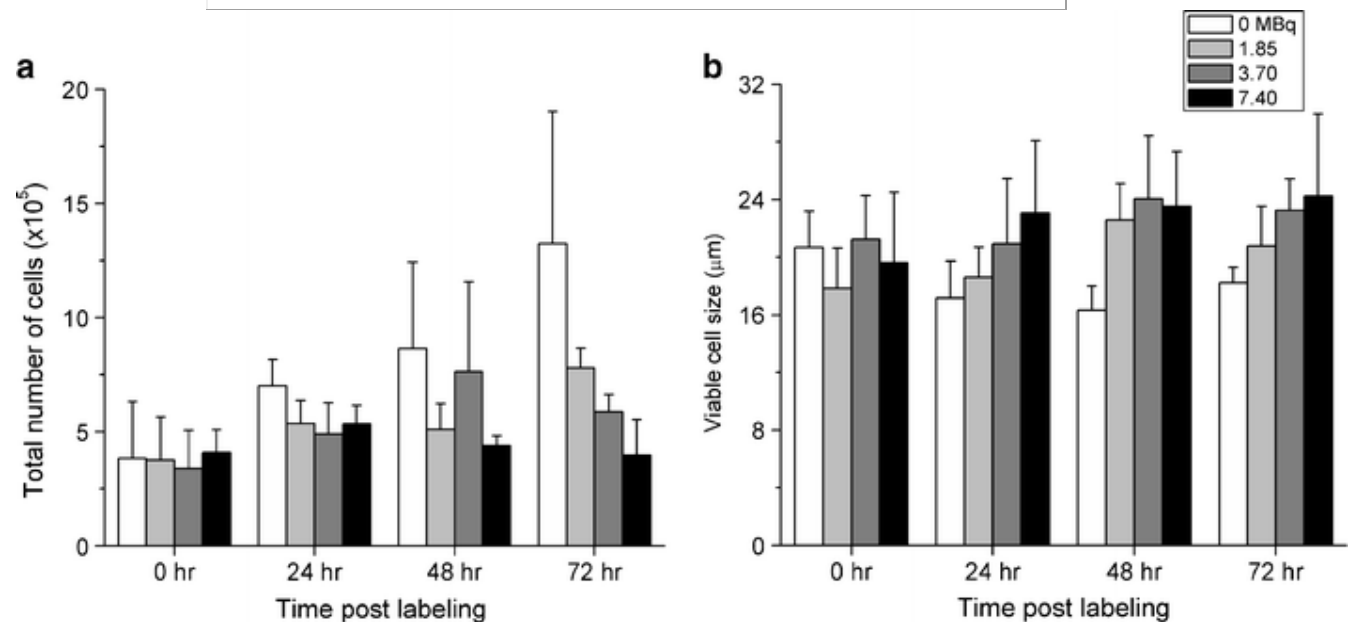 a
20
15
10
5
0
Total number of cells (x10⁵)
0 hr
24 hr
48 hr
72 hr
Time post labeling
b
32
24
16
8
0
Viable cell size (μm)
0 hr
24 hr
48 hr
72 hr
Time post labeling
0 MBq
1.85
3.70
7.40